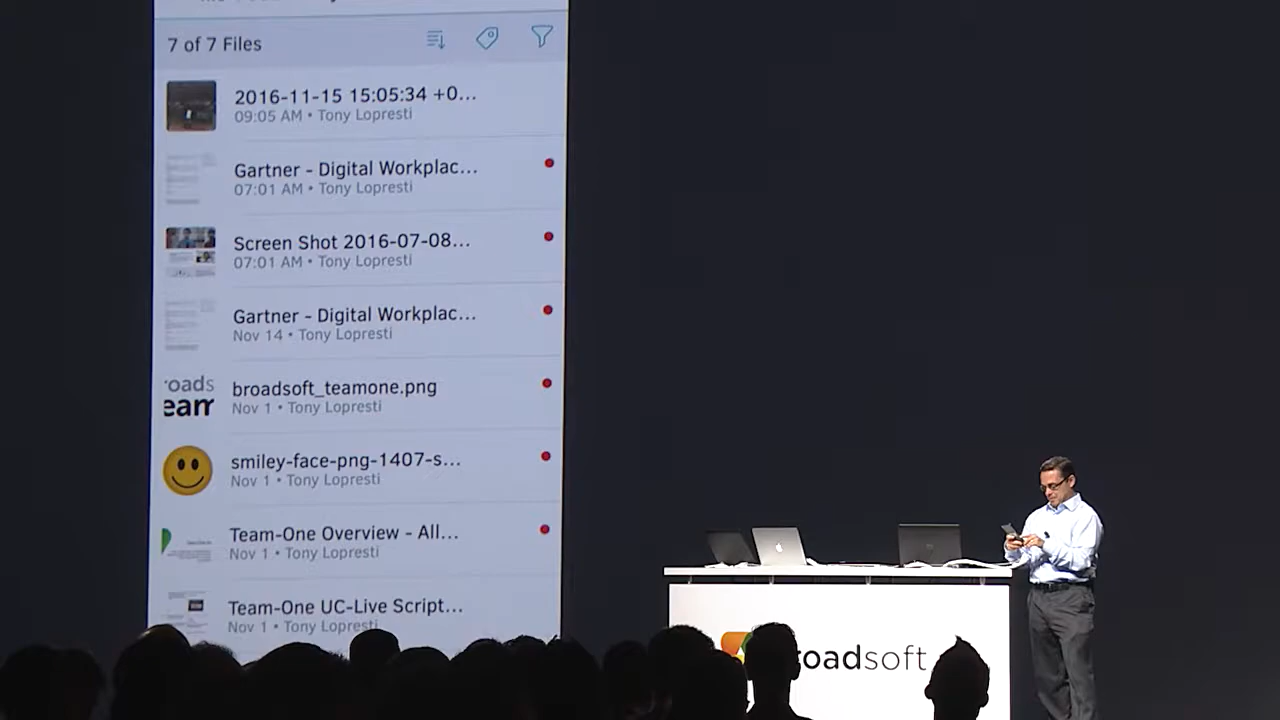 7 of 7 Files
2016-11-15 15:05:34 +0...
09:05 AM • Tony Lopresti
Gartner - Digital Workplac...
07:01 AM • Tony Lopresti
Screen Shot 2016-07-08...
07:01 AM • Tony Lopresti
Gartner - Digital Workplac...
Nov 14 • Tony Lopresti
roads
eam
broadsoft_teamone.png
Nov 1 • Tony Lopresti
smiley-face-png-1407-s...
Nov 1 • Tony Lopresti
Team-One Overview - All...
Nov 1 • Tony Lopresti
Team-One UC-Live Script...
Nov 1 • Tony Lopresti
roadsoft